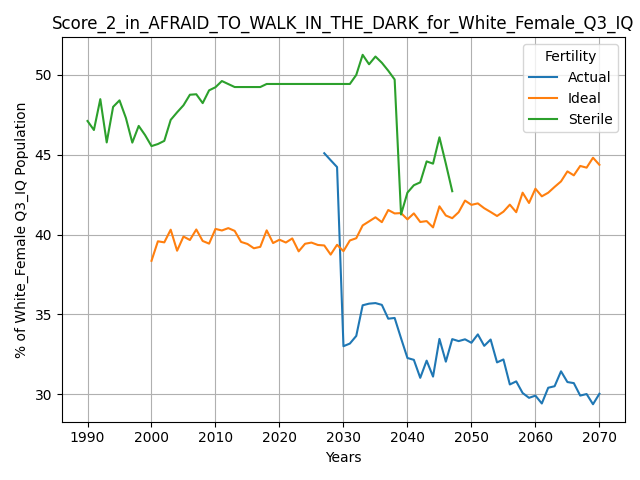 Score_2_in_AFRAID_TO_WALK_IN_THE_DARK_for_White_Female_Q3_IQ
Fertility
Actual
Ideal
Sterile
% of White_Female Q3_IQ Population
50
45
40
35
30
1990 2000 2010 2020 2030 2040 2050 2060 2070
Years